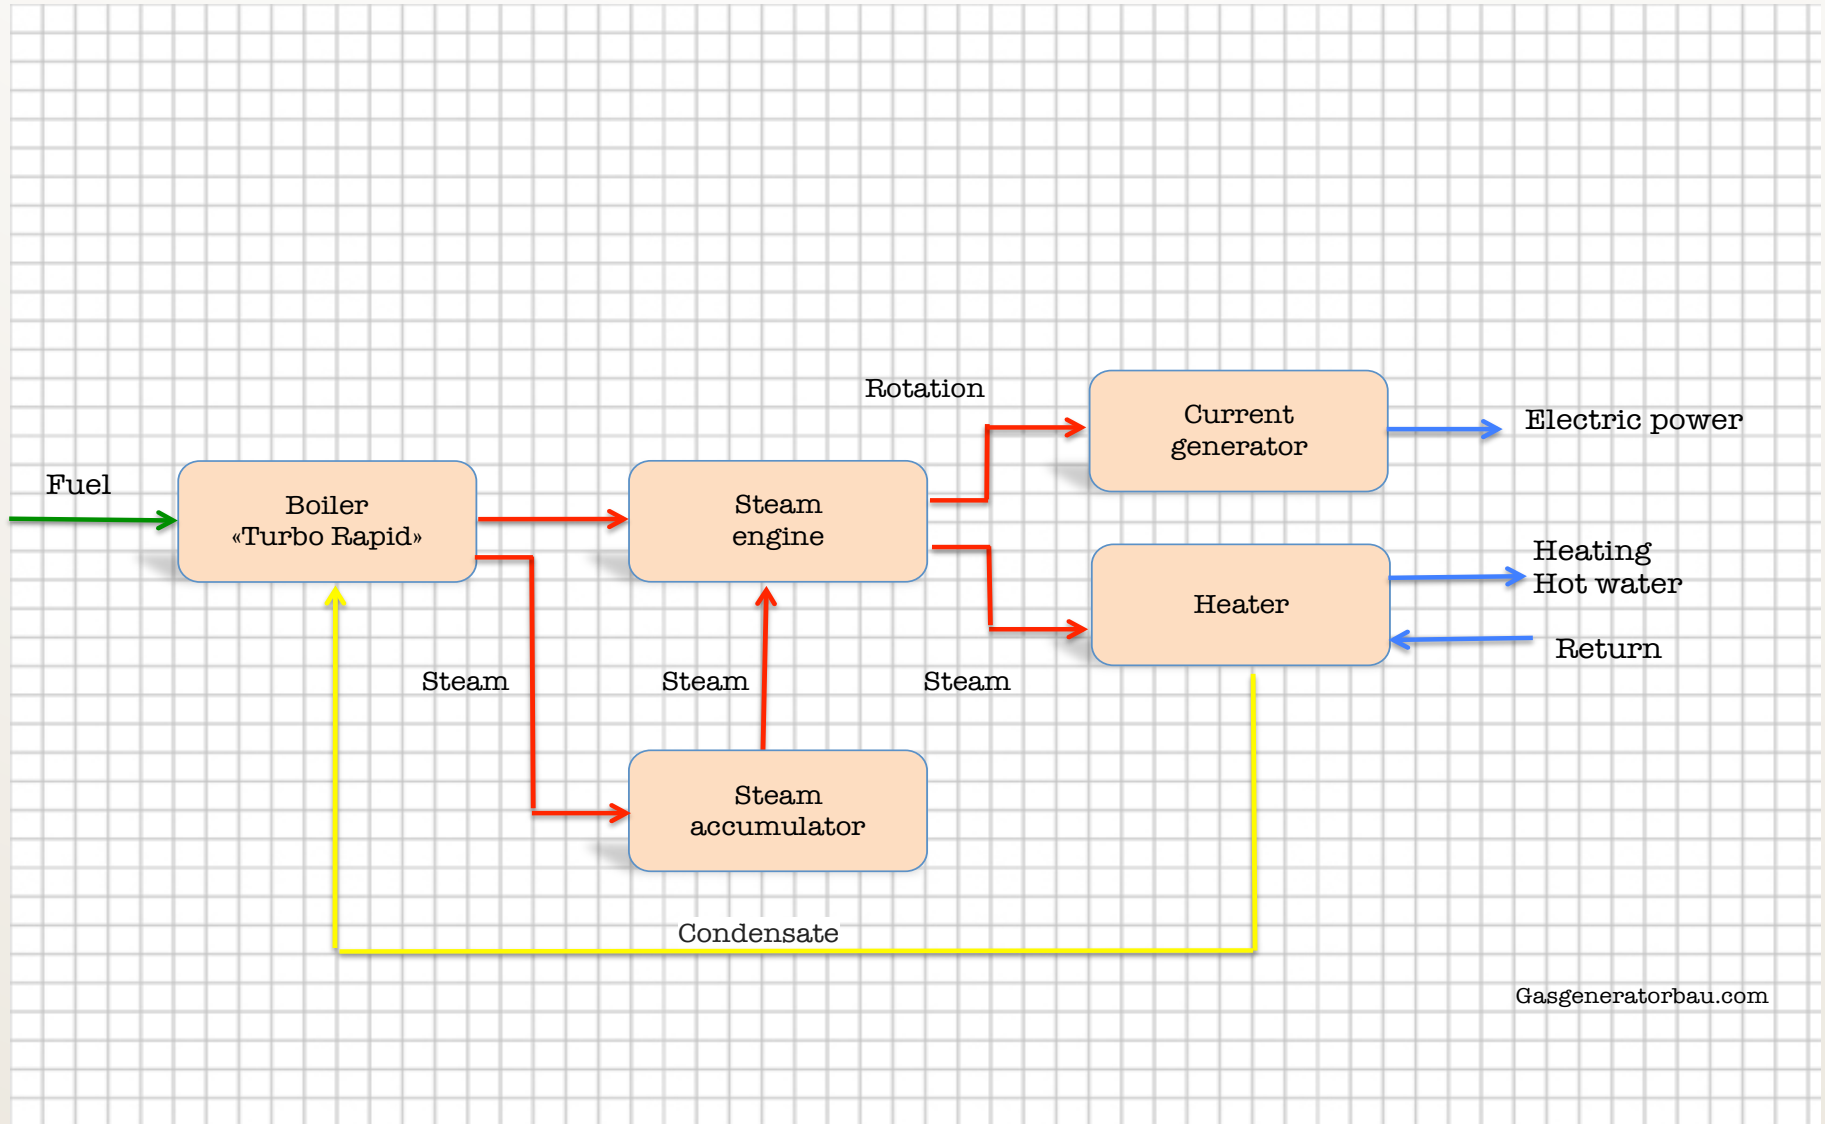 Rotation
Current
generator
Electric power
Fuel
Boiler
«Turbo Rapid»
Steam
engine
Heating
Hot water
Heater
Return
Steam
Steam
Steam
Steam
accumulator
Condensate
Gasgeneratorbau.com